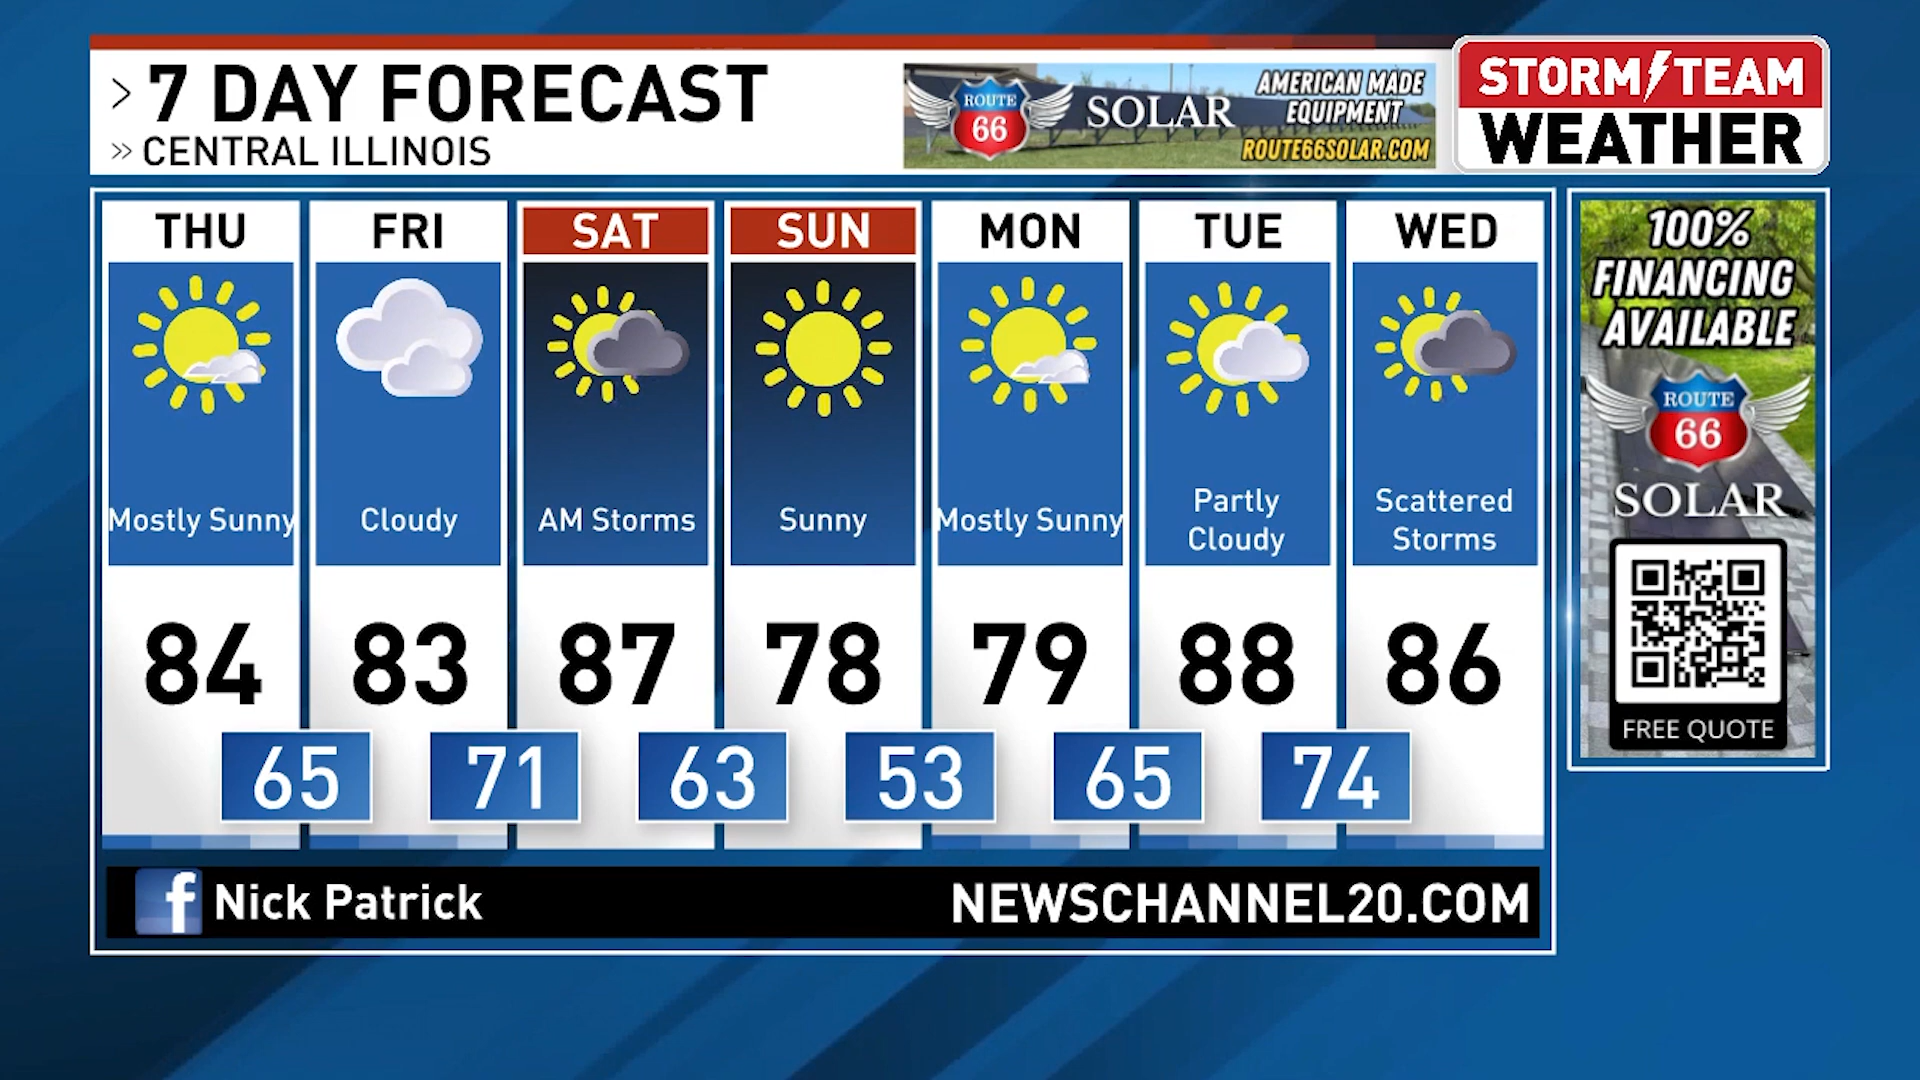 > 7 DAY FORECAST
» CENTRAL ILLINOIS
ROUTE
66
SOLAR
AMERICAN MADE
EQUIPMENT
ROUTE66SOLAR.COM
STORM TEAM
WEATHER
THU FRI SAT SUN MON TUE WED
Mostly Sunny
Cloudy
AM Storms
Sunny
Mostly Sunny
Partly
Cloudy
Scattered
Storms
84 83 87 78 79 88 86
65 71 63 53 65 74
f Nick Patrick
NEWSCHANNEL20.COM
100%
FINANCING
AVAILABLE
ROUTE
66
SOLAR
FREE QUOTE